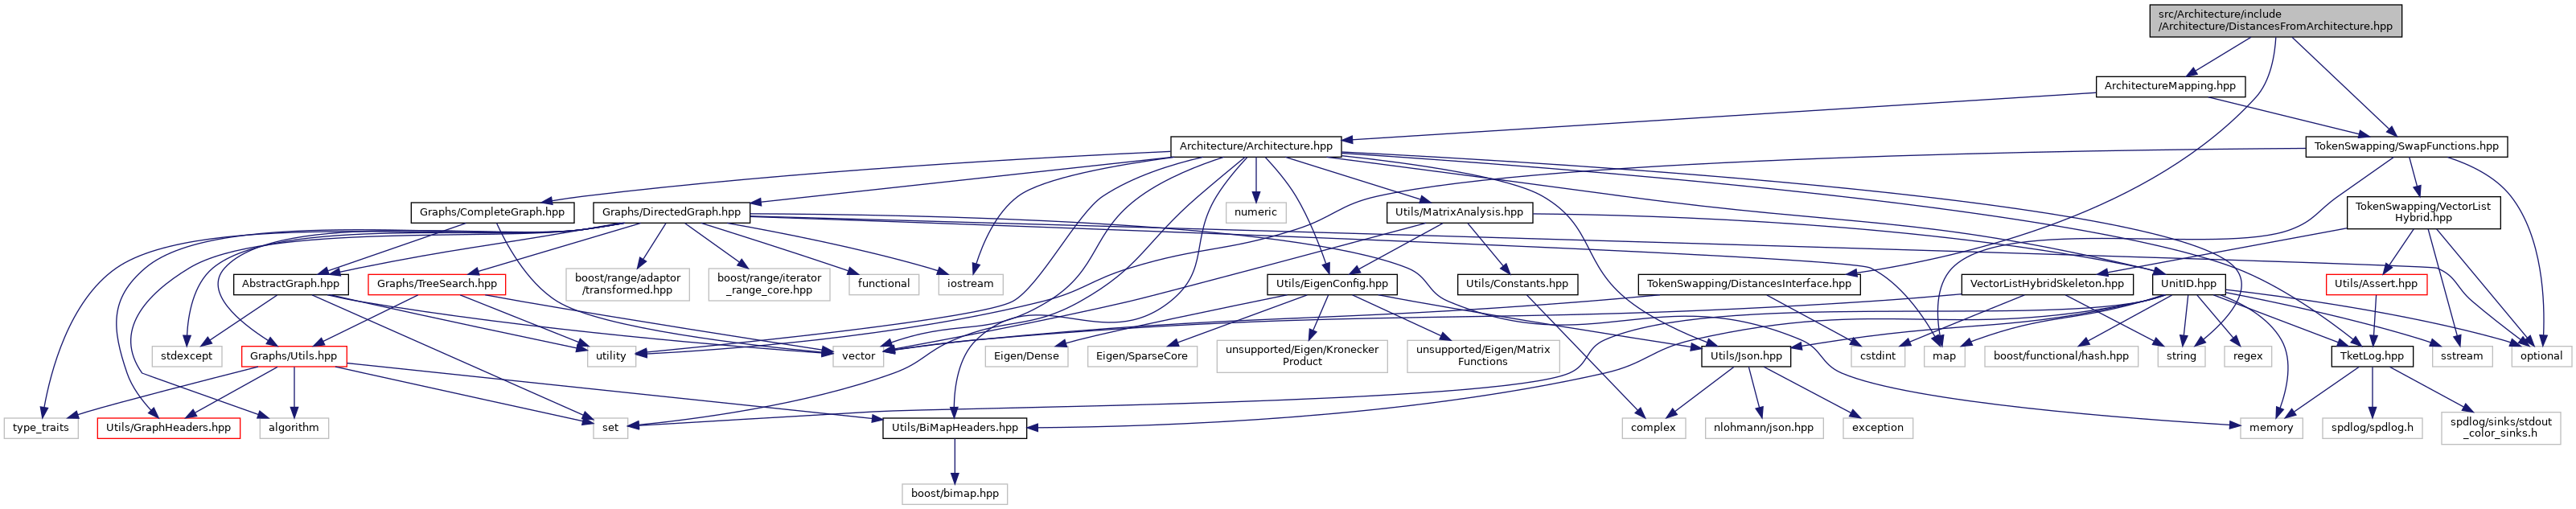 src/Architecture/include
/Architecture/DistancesFromArchitecture.hpp
ArchitectureMapping.hpp
Architecture/Architecture.hpp
TokenSwapping/SwapFunctions.hpp
Graphs/CompleteGraph.hpp
Graphs/DirectedGraph.hpp
numeric
Utils/MatrixAnalysis.hpp
TokenSwapping/VectorList
Hybrid.hpp
AbstractGraph.hpp
Graphs/TreeSearch.hpp
boost/range/adaptor
/transformed.hpp
boost/range/iterator
_range_core.hpp
functional
iostream
Utils/EigenConfig.hpp
Utils/Constants.hpp
TokenSwapping/DistancesInterface.hpp
VectorListHybridSkeleton.hpp
UnitID.hpp
Utils/Assert.hpp
stdexcept
Graphs/Utils.hpp
utility
vector
Eigen/Dense
Eigen/SparseCore
unsupported/Eigen/Kronecker
Product
unsupported/Eigen/Matrix
Functions
Utils/Json.hpp
cstdint
map
boost/functional/hash.hpp
string
regex
TketLog.hpp
sstream
optional
type_traits
Utils/GraphHeaders.hpp
algorithm
set
Utils/BiMapHeaders.hpp
complex
nlohmann/json.hpp
exception
memory
spdlog/spdlog.h
spdlog/sinks/stdout
_color_sinks.h
boost/bimap.hpp